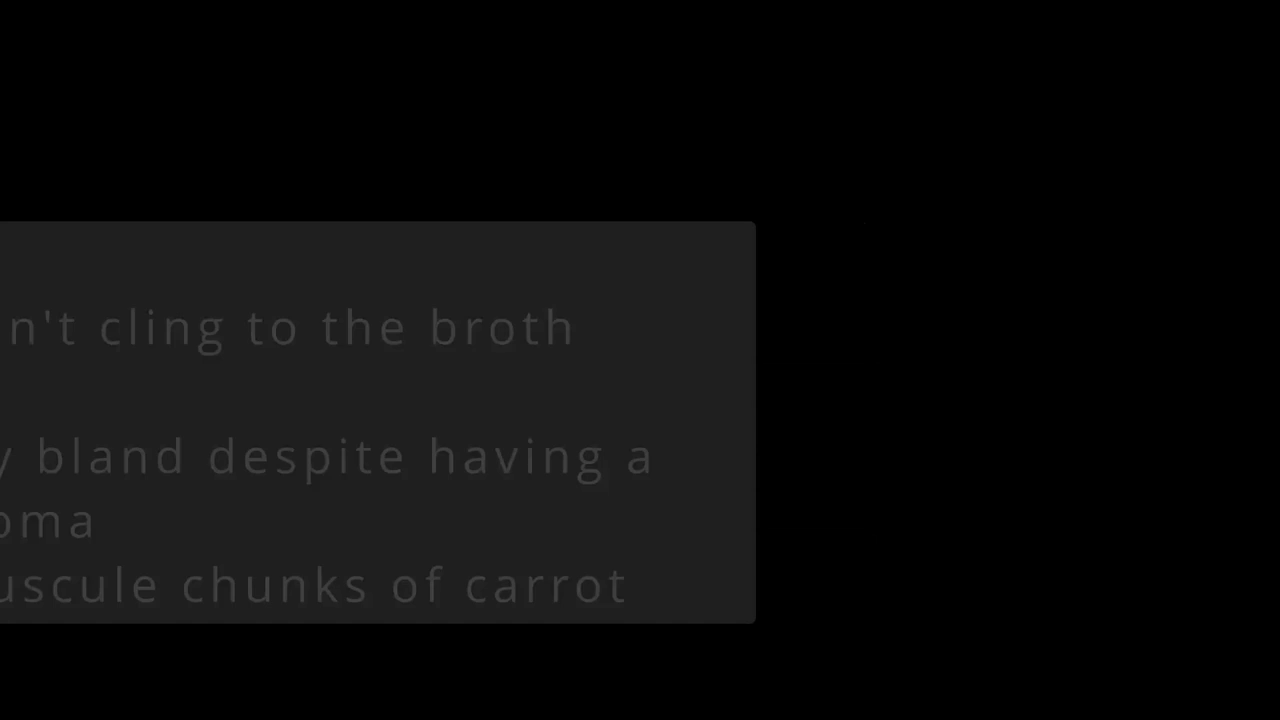 n't cling to the broth
y bland despite having a
oma
uscule chunks of carrot